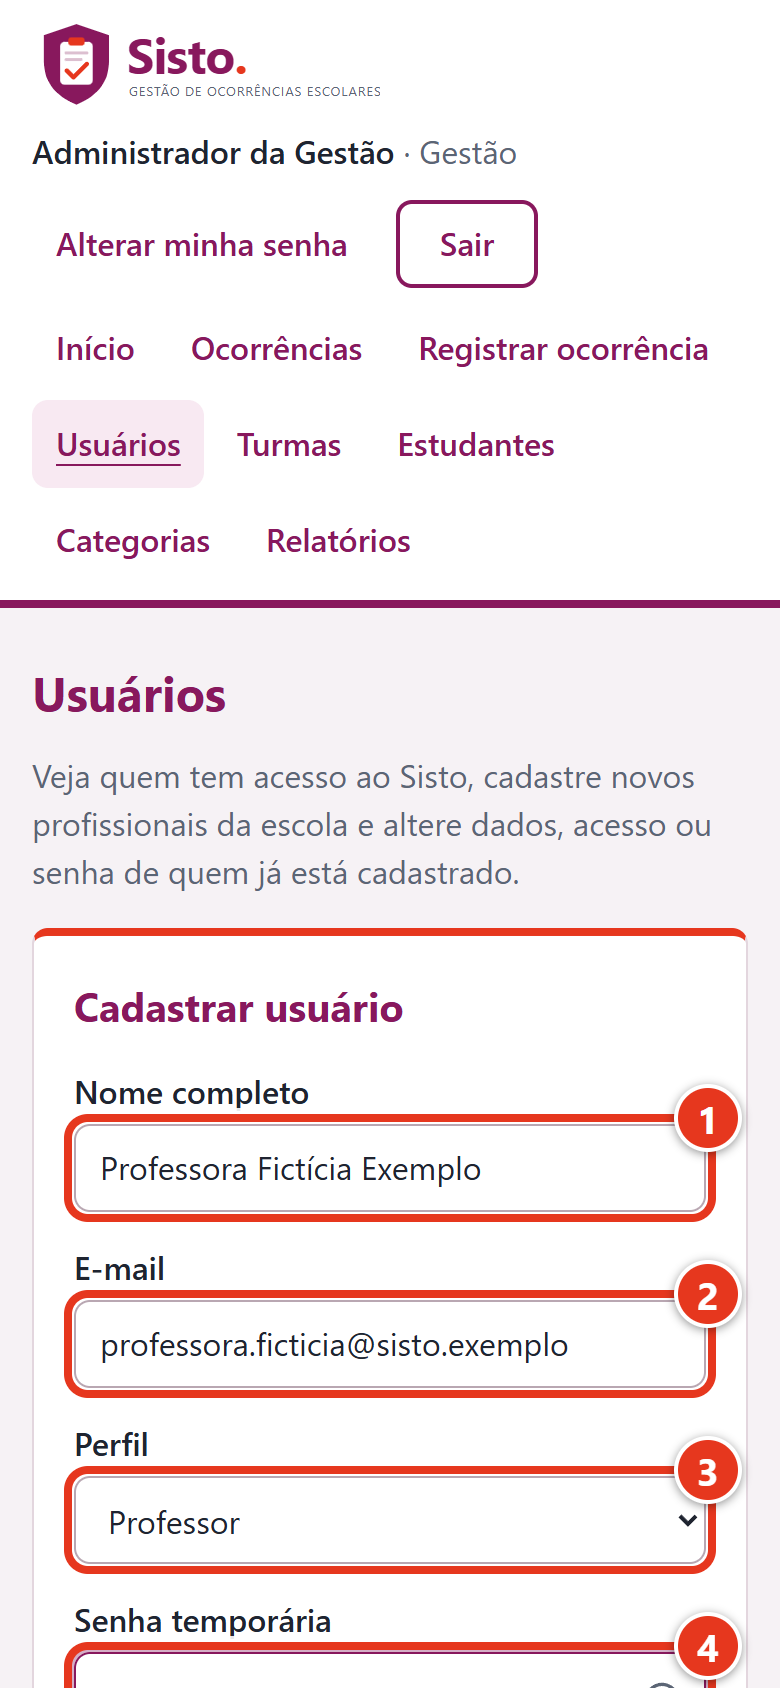 Sisto.
GESTÃO DE OCORRÊNCIAS ESCOLARES
Administrador da Gestão · Gestão
Alterar minha senha Sair
Início Ocorrências Registrar ocorrência
Usuários Turmas Estudantes
Categorias Relatórios
Usuários
Veja quem tem acesso ao Sisto, cadastre novos
profissionais da escola e altere dados, acesso ou
senha de quem já está cadastrado.
Cadastrar usuário
Nome completo
1
Professora Fictícia Exemplo
E-mail
2
professora.ficticia@sisto.exemplo
Perfil
3
Professor
Senha temporária
4